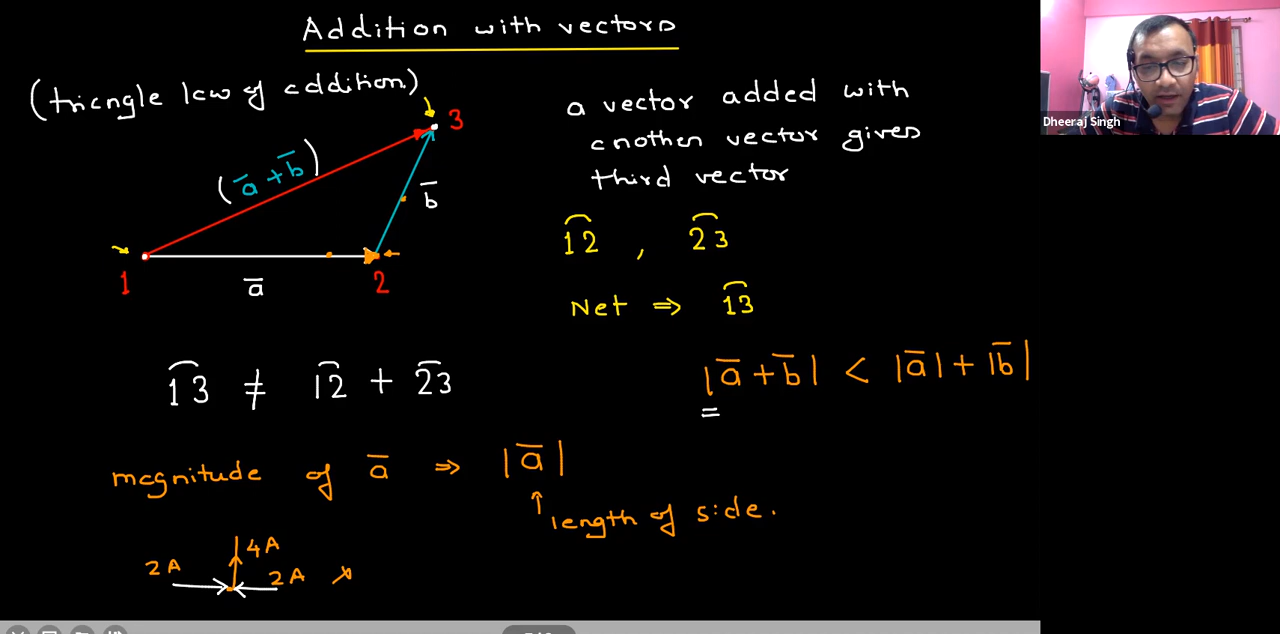 Addition with vectors
(triangle law of addition)
3
(a̅ + b̅)
b̅
1
a̅
2
a vector added with
another vector gives
third vector
⁀12 , ⁀23
Net ⇒ ⁀13
⁀13 ≠ ⁀12 + ⁀23
|a̅ + b̅| < |a̅| + |b̅|
=
magnitude of a̅ ⇒ |a̅|
↑ length of side.
4A
2A
2A
Dheeraj Singh